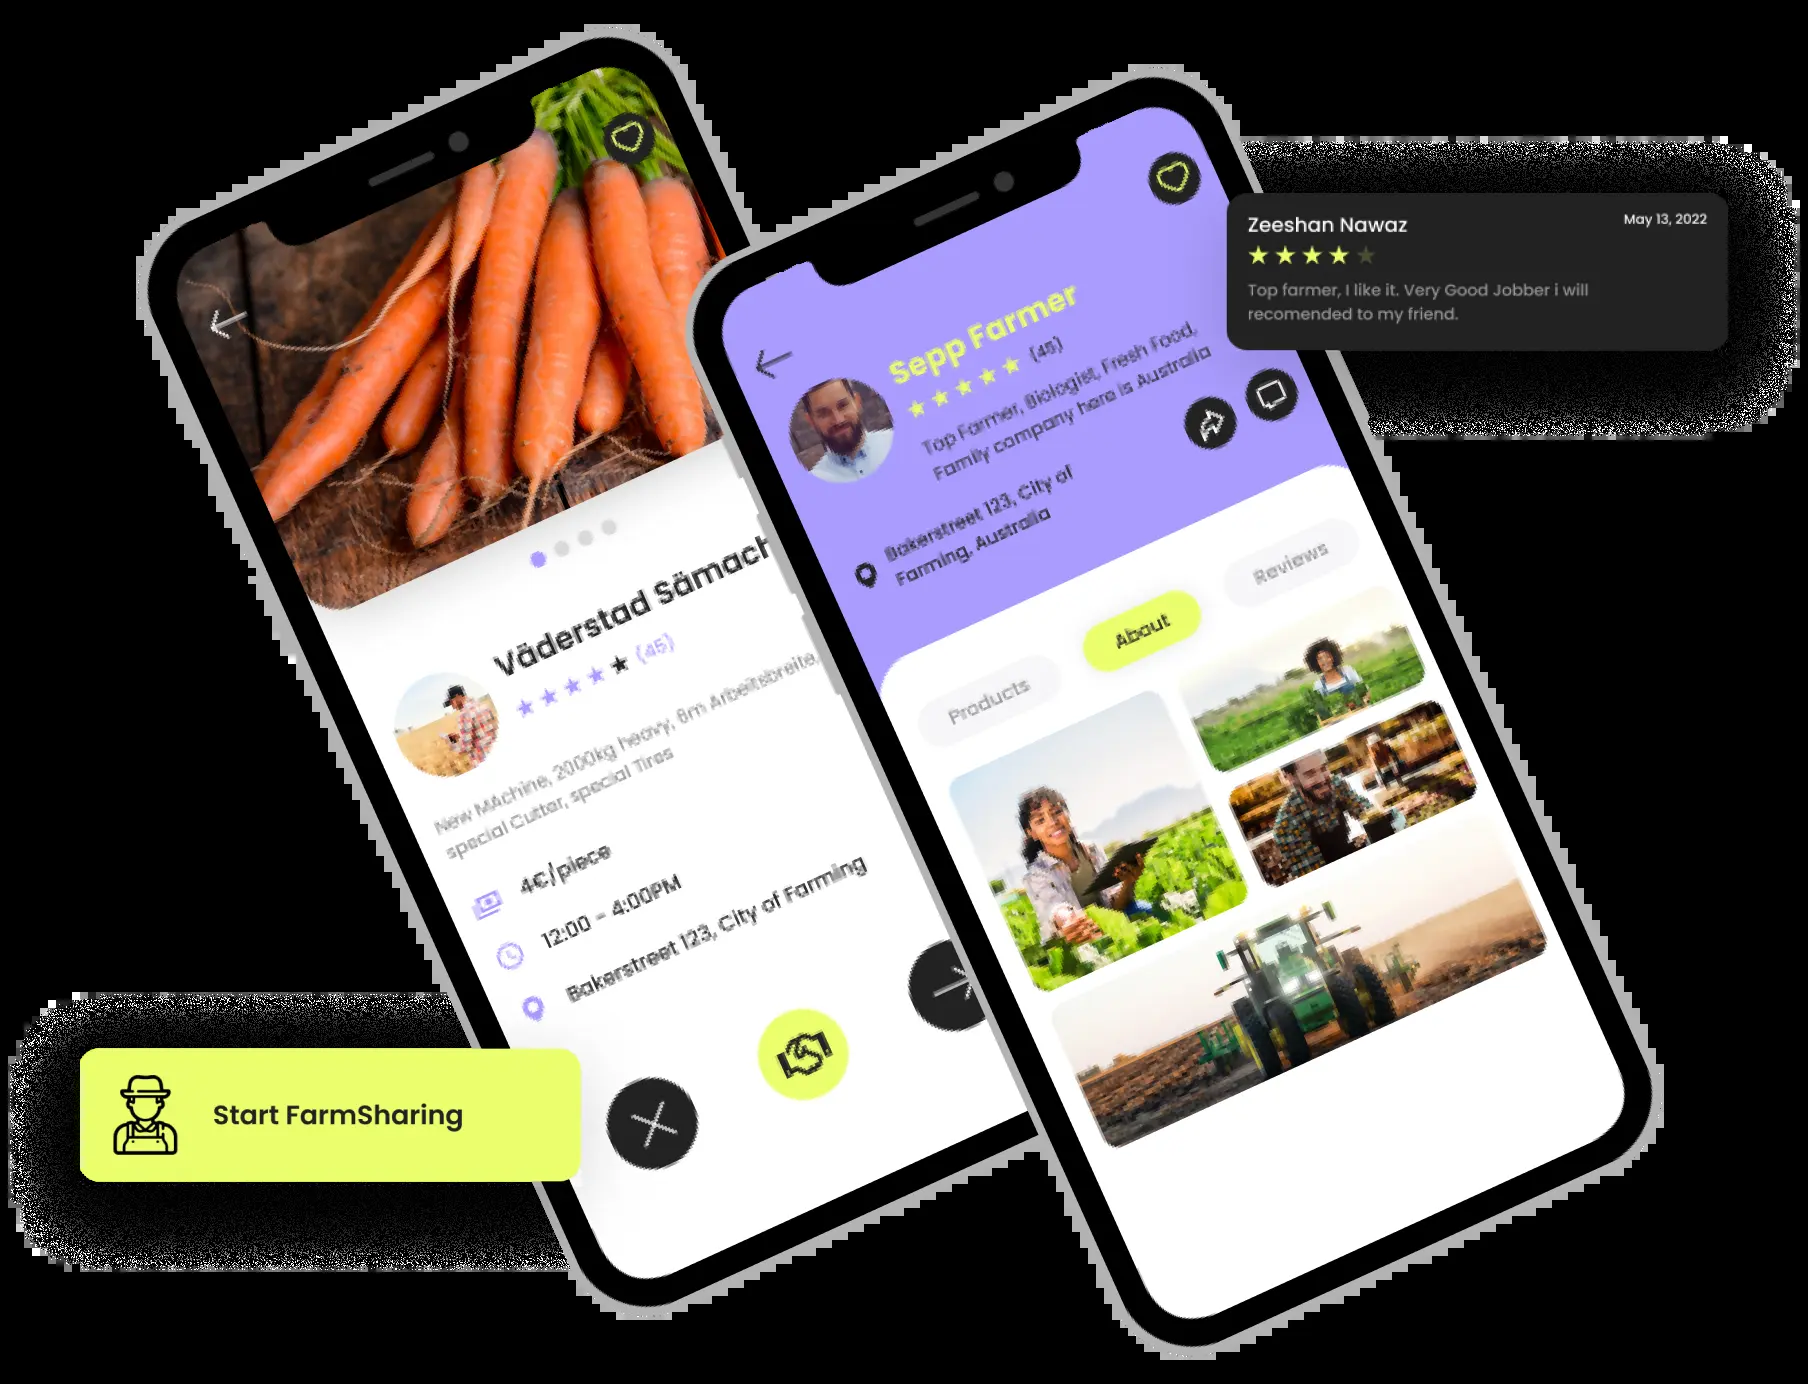 Väderstad Sämach
(45)
New MAchine, 2000kg heavy, 8m Arbeitsbreite,
special Cutter, special Tires
4€/piece
12:00 - 4:00PM
Bakerstreet 123, City of Farming
Start FarmSharing
Sepp Farmer
(45)
Top Farmer, Biologist, Fresh Food,
Family company here is Australia
Bakerstreet 123, City of
Farming, Australia
Products
About
Reviews
Zeeshan Nawaz
May 13, 2022
Top farmer, I like it. Very Good Jobber i will
recomended to my friend.